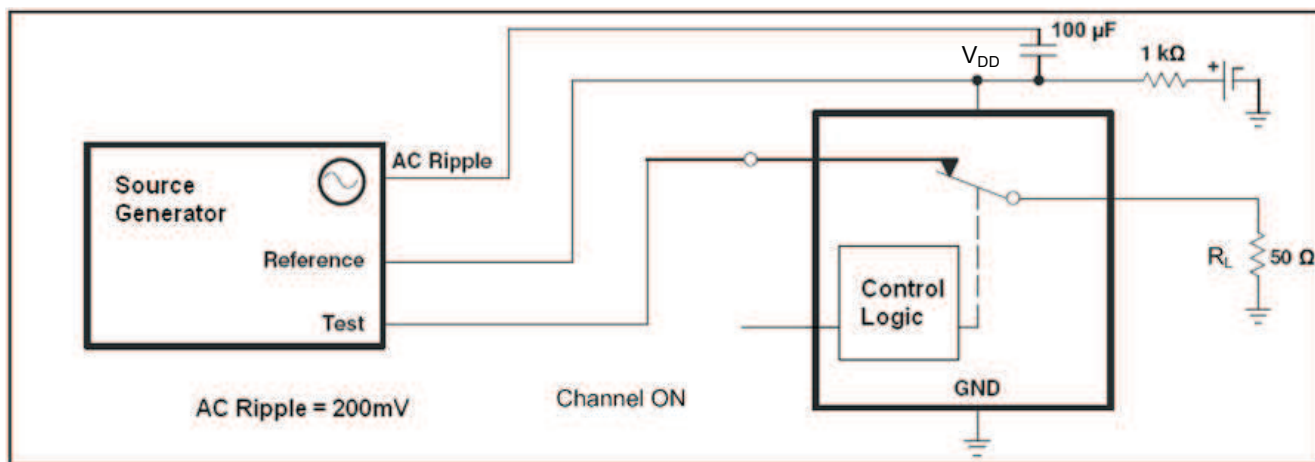 100 µF
V_DD
1 kΩ
+
AC Ripple
Source
Generator
Reference
Test
R_L
50 Ω
Control
Logic
GND
AC Ripple = 200mV
Channel ON